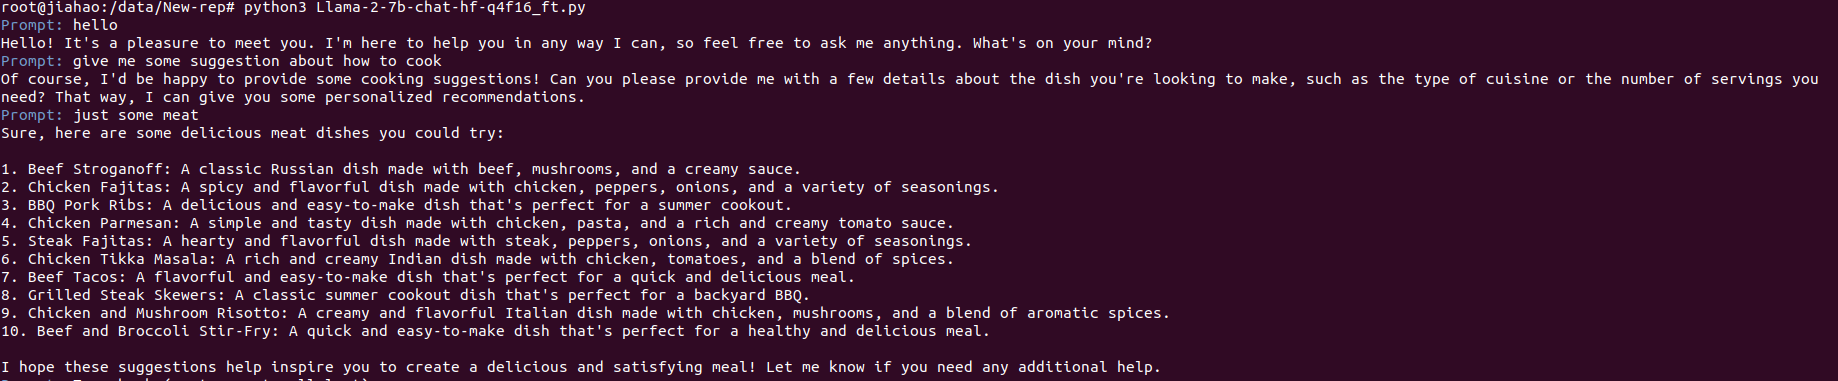 root@jiahao:/data/New-rep# python3 Llama-2-7b-chat-hf-q4f16_ft.py
Prompt: hello
Hello! It's a pleasure to meet you. I'm here to help you in any way I can, so feel free to ask me anything. What's on your mind?
Prompt: give me some suggestion about how to cook
Of course, I'd be happy to provide some cooking suggestions! Can you please provide me with a few details about the dish you're looking to make, such as the type of cuisine or the number of servings you
need? That way, I can give you some personalized recommendations.
Prompt: just some meat
Sure, here are some delicious meat dishes you could try:
1. Beef Stroganoff: A classic Russian dish made with beef, mushrooms, and a creamy sauce.
2. Chicken Fajitas: A spicy and flavorful dish made with chicken, peppers, onions, and a variety of seasonings.
3. BBQ Pork Ribs: A delicious and easy-to-make dish that's perfect for a summer cookout.
4. Chicken Parmesan: A simple and tasty dish made with chicken, pasta, and a rich and creamy tomato sauce.
5. Steak Fajitas: A hearty and flavorful dish made with steak, peppers, onions, and a variety of seasonings.
6. Chicken Tikka Masala: A rich and creamy Indian dish made with chicken, tomatoes, and a blend of spices.
7. Beef Tacos: A flavorful and easy-to-make dish that's perfect for a quick and delicious meal.
8. Grilled Steak Skewers: A classic summer cookout dish that's perfect for a backyard BBQ.
9. Chicken and Mushroom Risotto: A creamy and flavorful Italian dish made with chicken, mushrooms, and a blend of aromatic spices.
10. Beef and Broccoli Stir-Fry: A quick and easy-to-make dish that's perfect for a healthy and delicious meal.
I hope these suggestions help inspire you to create a delicious and satisfying meal! Let me know if you need any additional help.